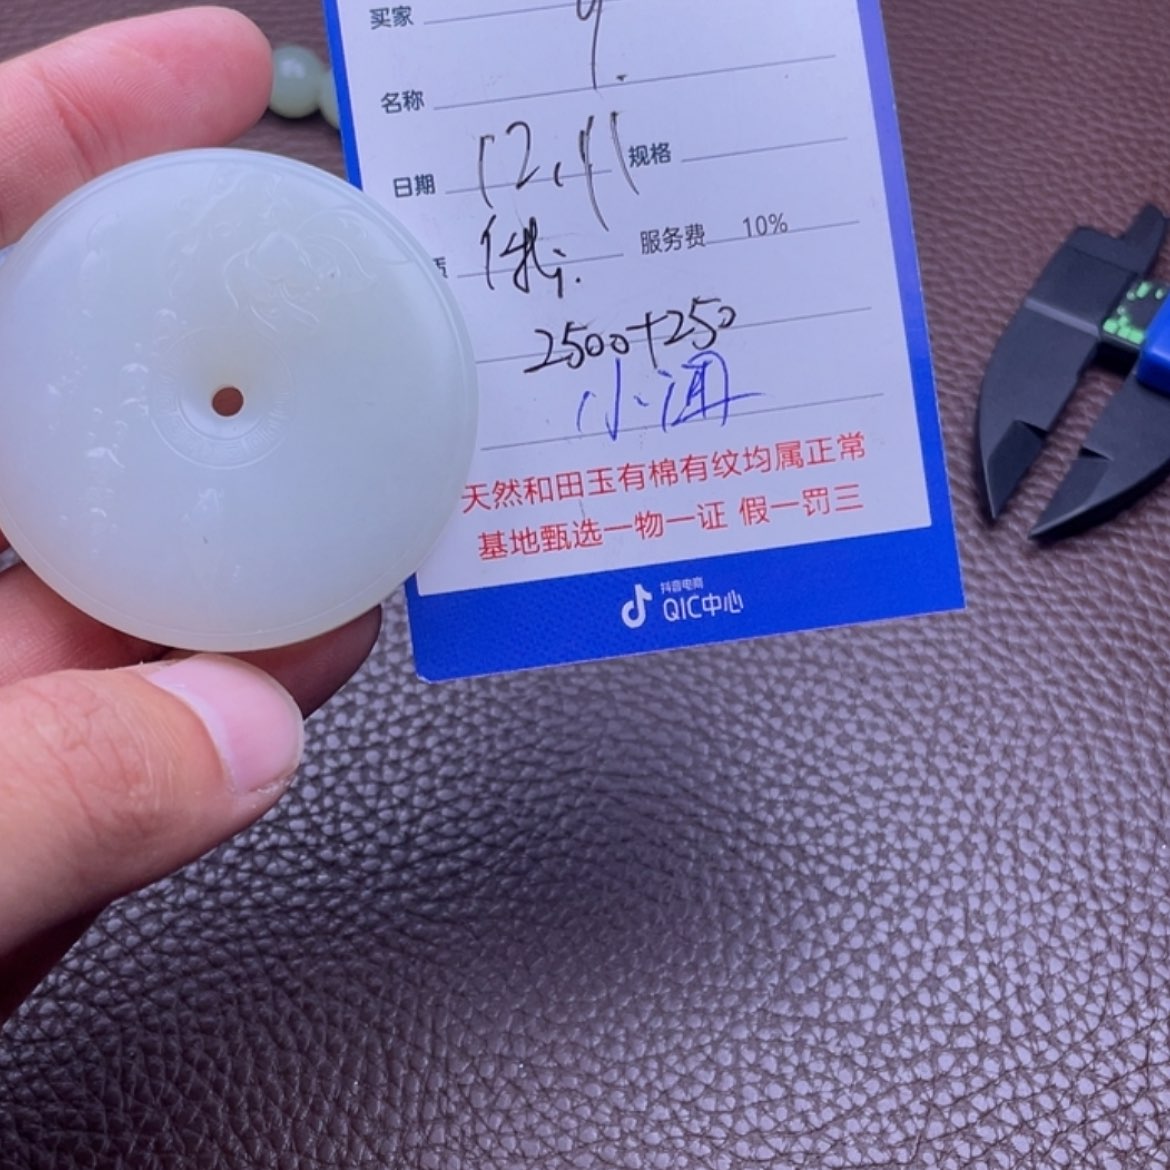 买家
名称
日期 12.11 规格
质 俄 服务费 10%
2500+250
天然和田玉有棉有纹均属正常
基地甄选一物一证 假一罚三
抖音电商
QIC中心